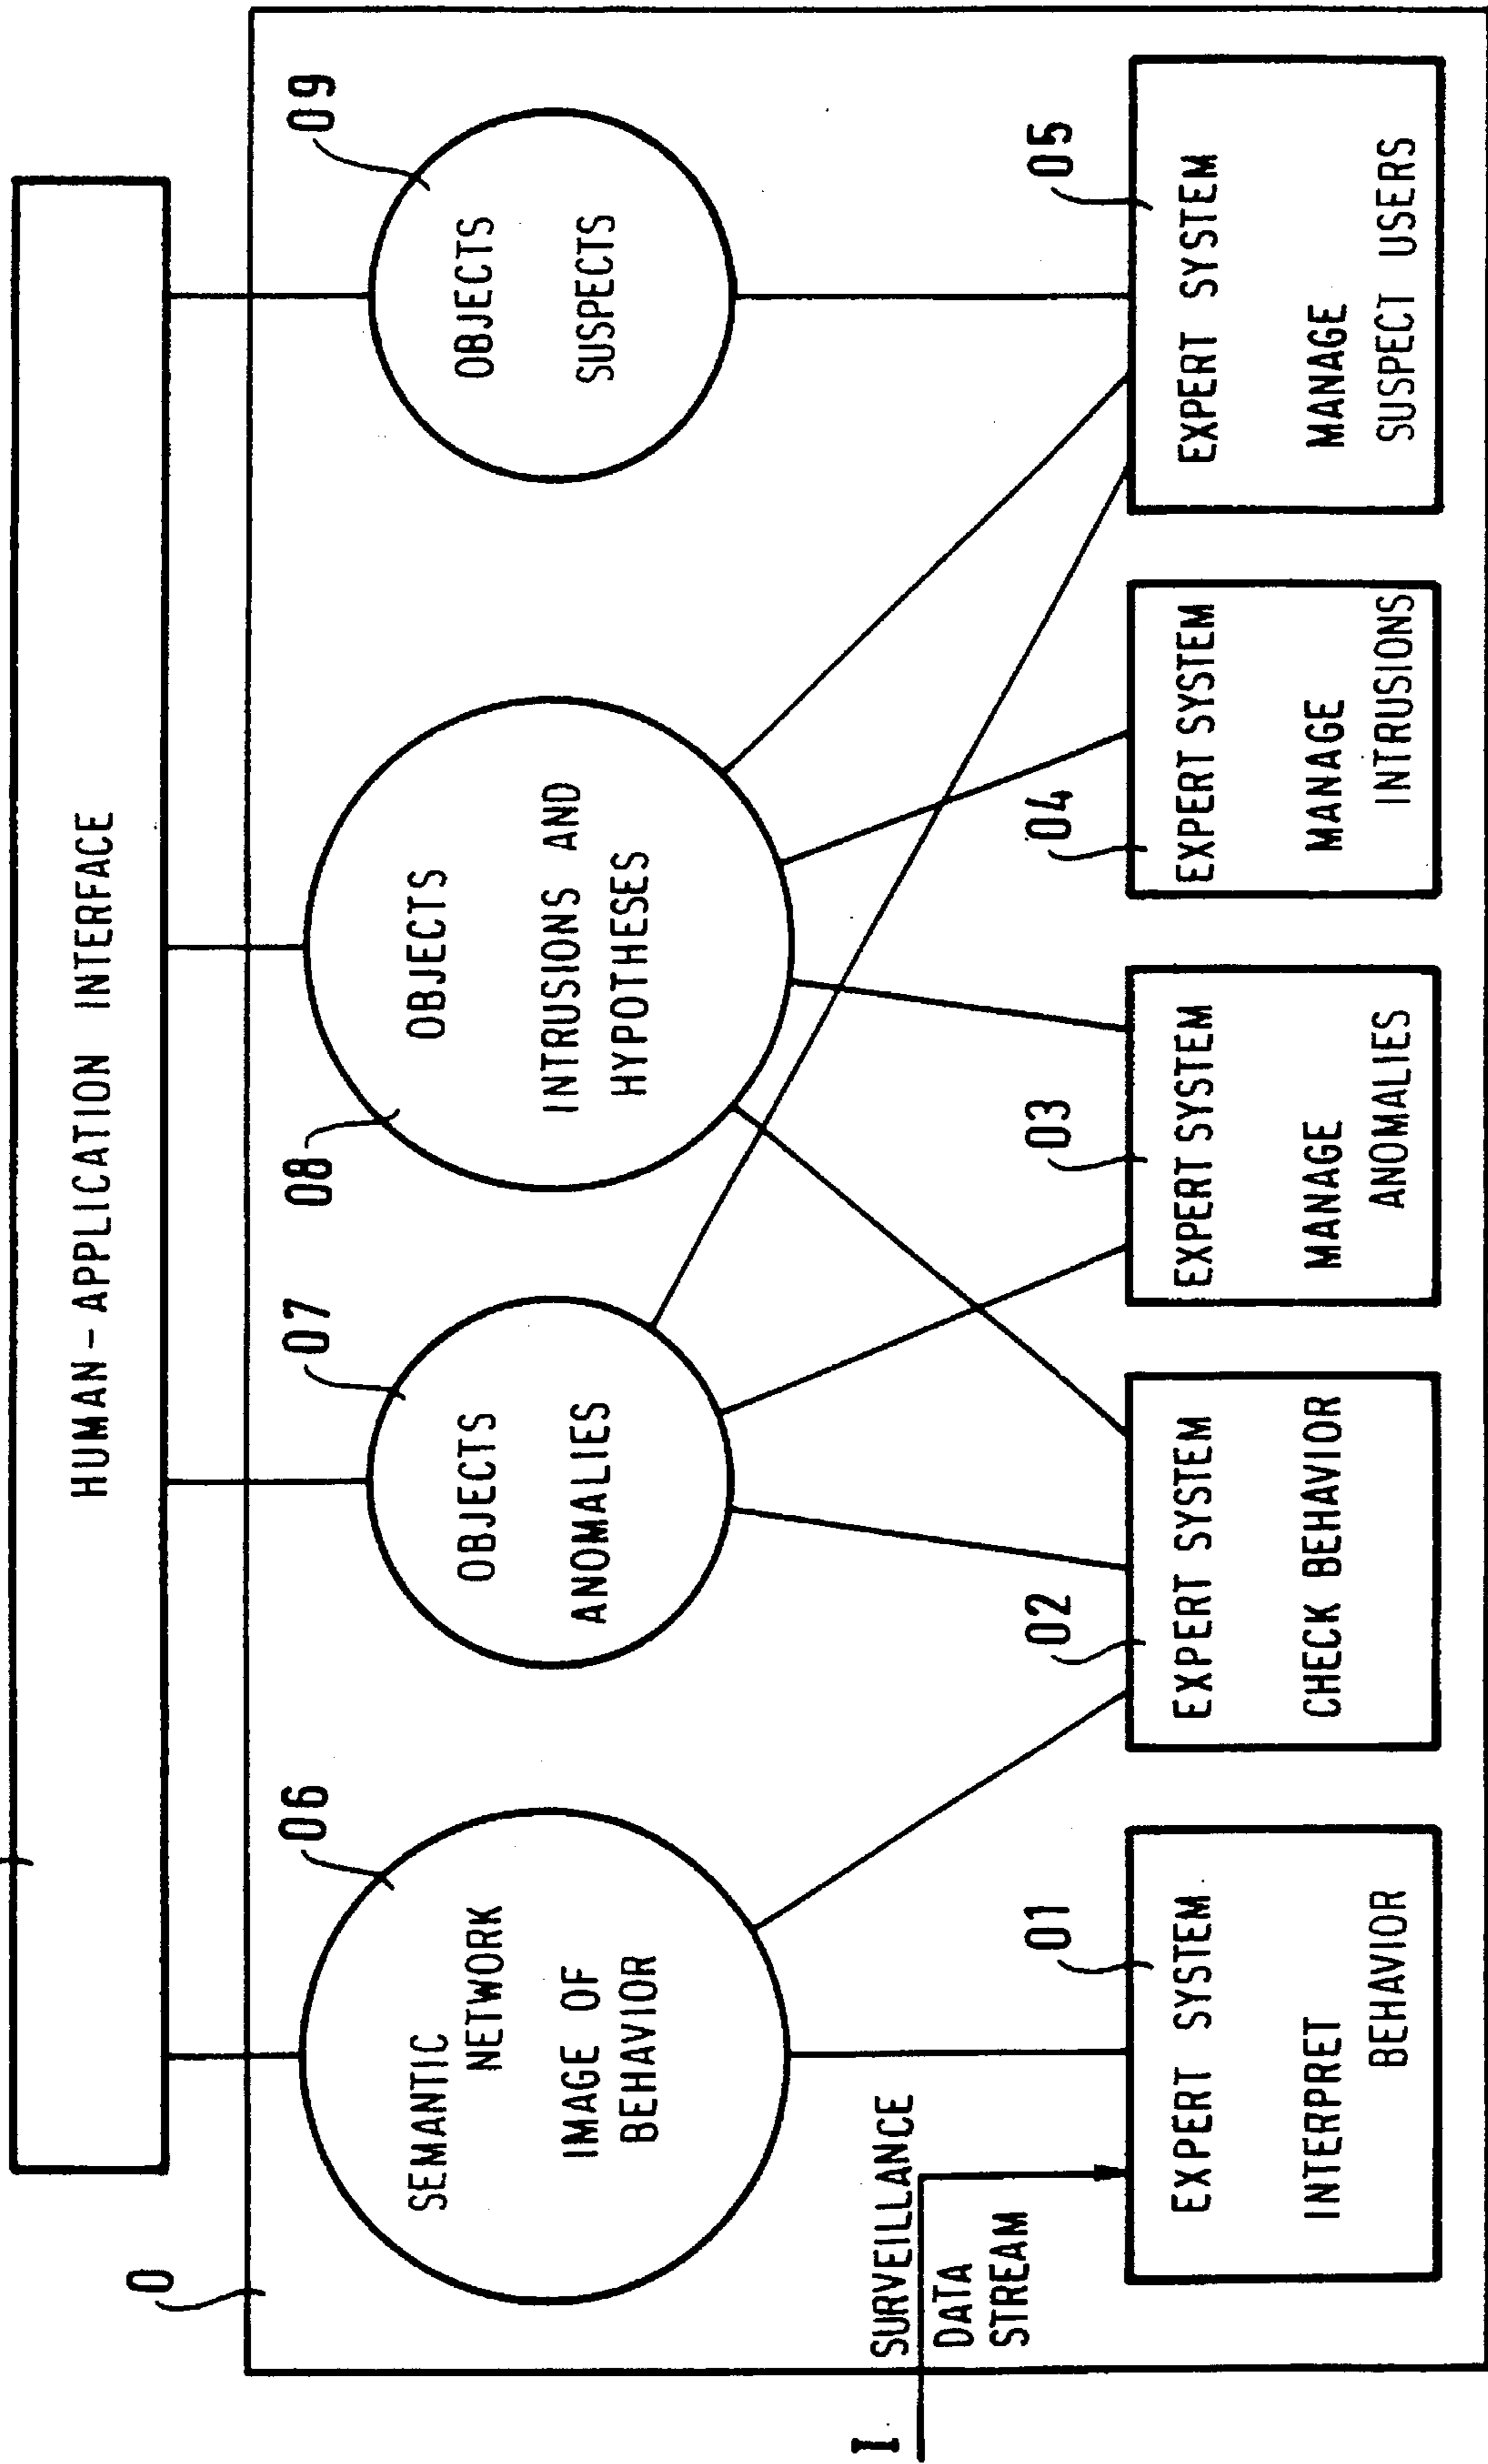 HUMAN-APPLICATION INTERFACE
0
06
SEMANTIC
NETWORK
IMAGE OF
BEHAVIOR
07
OBJECTS
ANOMALIES
08
OBJECTS
INTRUSIONS AND
HYPOTHESES
09
OBJECTS
SUSPECTS
I
SURVEILLANCE
DATA
STREAM
01
EXPERT SYSTEM
INTERPRET
BEHAVIOR
02
EXPERT SYSTEM
CHECK BEHAVIOR
03
EXPERT SYSTEM
MANAGE
ANOMALIES
04
EXPERT SYSTEM
MANAGE
INTRUSIONS
05
EXPERT SYSTEM
MANAGE
SUSPECT USERS